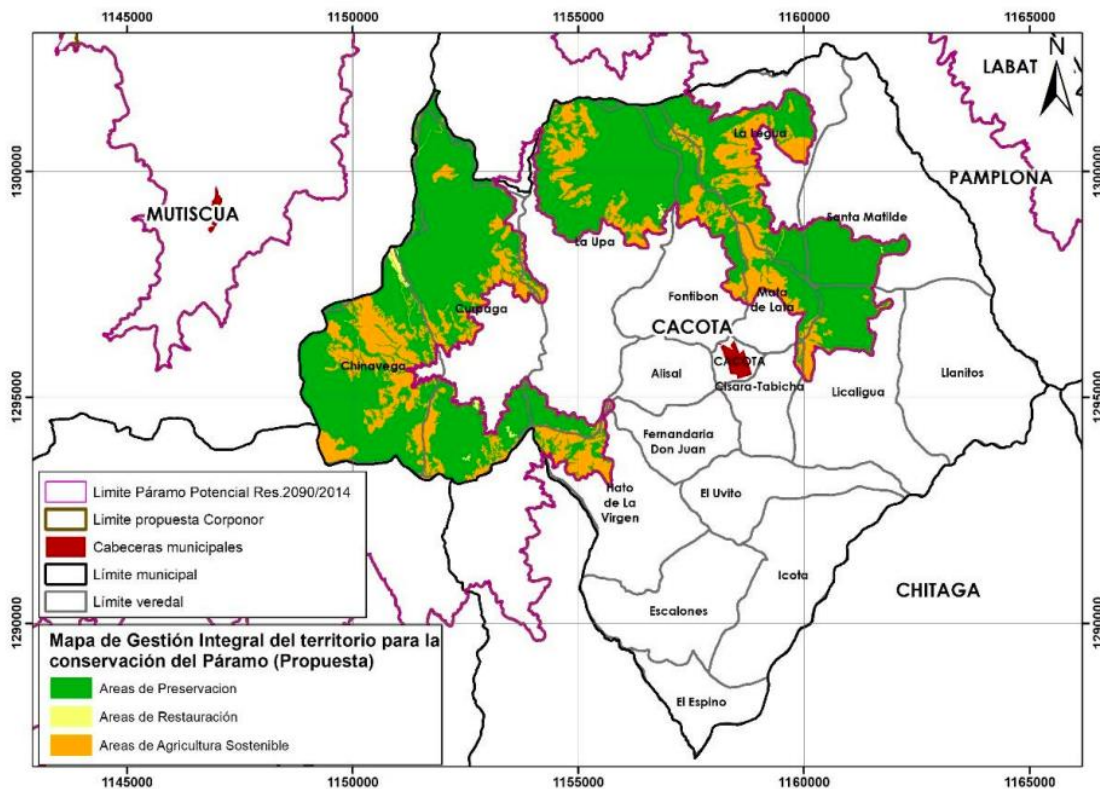 1145000
1150000
1155000
1160000
1165000
N
LABAT
1300000
1300000
PAMPLONA
MUTISCUA
La Legua
Santa Matilde
La Upa
Fontibon
Mata
de Lata
Curpaga
CACOTA
CACOTA
Chinavega
Alisal
Cisara-Tabicha
Licaligua
Llanitos
1295000
1295000
Fernandaria
Don Juan
El Uvito
Hato
de La
Virgen
Icota
CHITAGA
Escalones
El Espino
1290000
1290000
Limite Páramo Potencial Res.2090/2014
Límite propuesta Corponor
Cabeceras municipales
Límite municipal
Límite veredal
Mapa de Gestión Integral del territorio para la
conservación del Páramo (Propuesta)
Areas de Preservacion
Areas de Restauración
Areas de Agricultura Sostenible
1145000
1150000
1155000
1160000
1165000